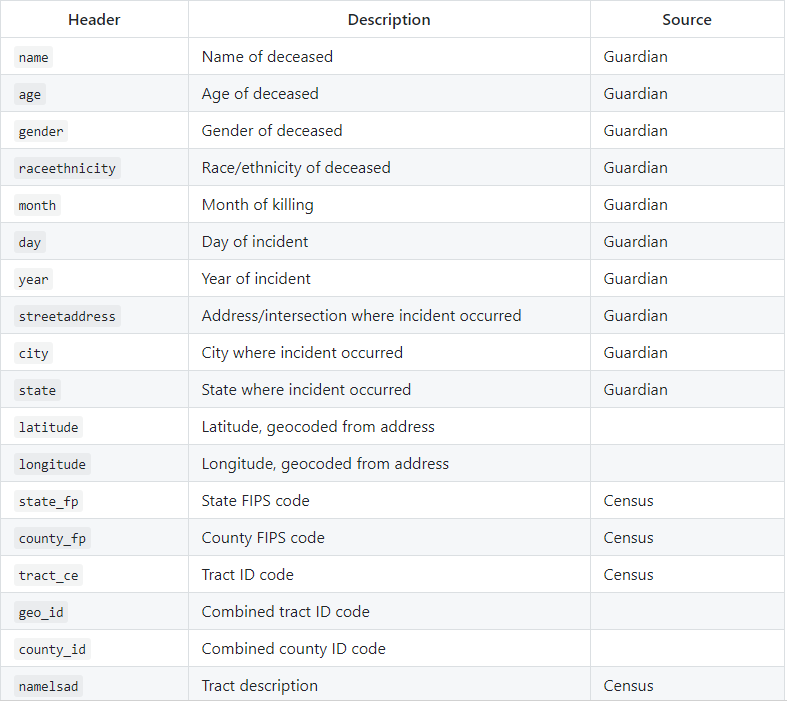 Header Description Source
name Name of deceased Guardian
age Age of deceased Guardian
gender Gender of deceased Guardian
raceethnicity Race/ethnicity of deceased Guardian
month Month of killing Guardian
day Day of incident Guardian
year Year of incident Guardian
streetaddress Address/intersection where incident occurred Guardian
city City where incident occurred Guardian
state State where incident occurred Guardian
latitude Latitude, geocoded from address
longitude Longitude, geocoded from address
state_fp State FIPS code Census
county_fp County FIPS code Census
tract_ce Tract ID code Census
geo_id Combined tract ID code
county_id Combined county ID code
namelsad Tract description Census